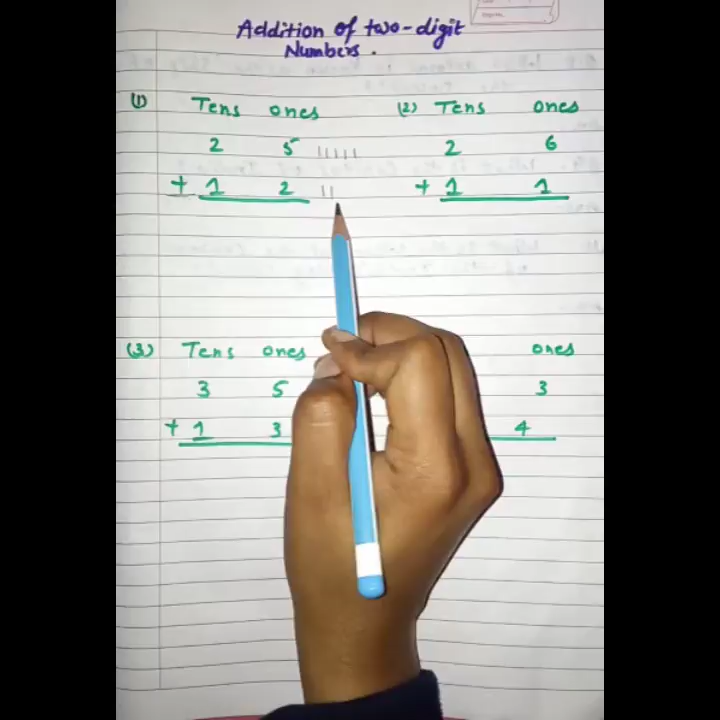 Addition of two-digit
Numbers.
(1) Tens ones
2 5
+ 1 2
(2) Tens ones
2 6
+ 1 1
(3) Tens ones
3 5
+ 1 3
ones
3
4